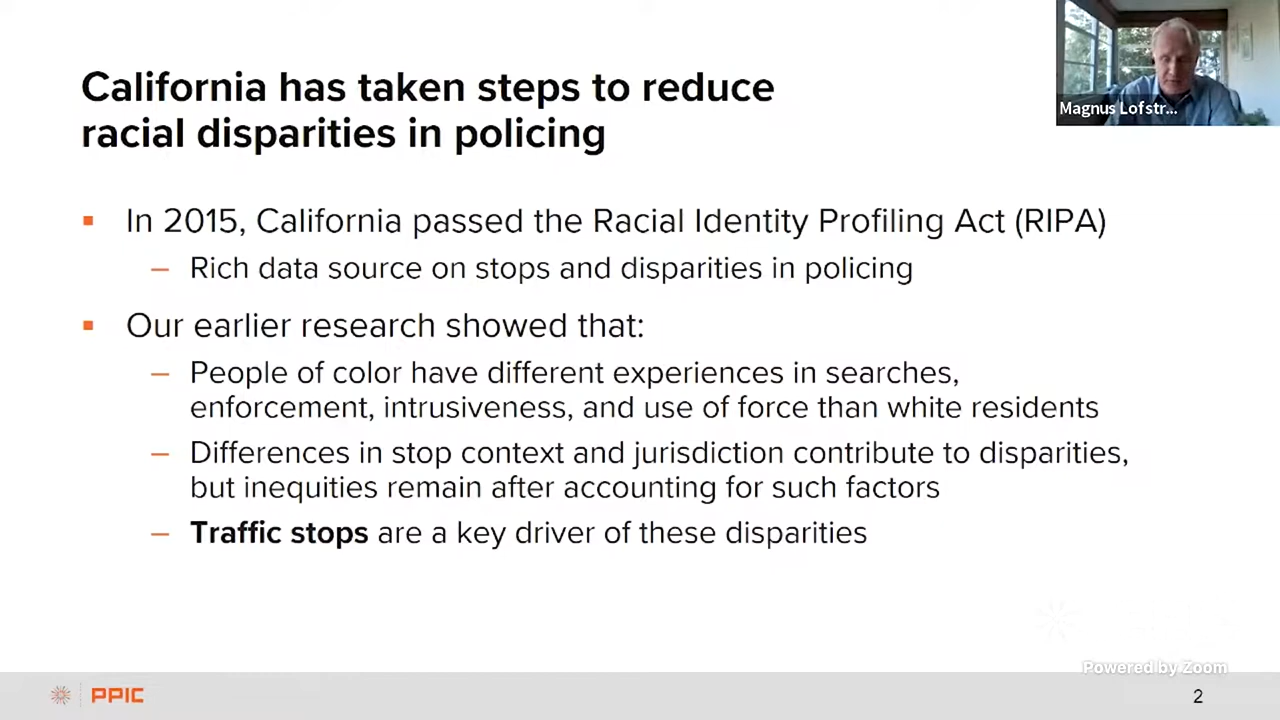 California has taken steps to reduce
racial disparities in policing
Magnus Lofstr...
▪ In 2015, California passed the Racial Identity Profiling Act (RIPA)
– Rich data source on stops and disparities in policing
▪ Our earlier research showed that:
– People of color have different experiences in searches,
enforcement, intrusiveness, and use of force than white residents
– Differences in stop context and jurisdiction contribute to disparities,
but inequities remain after accounting for such factors
– Traffic stops are a key driver of these disparities
Powered by Zoom
PPIC
2